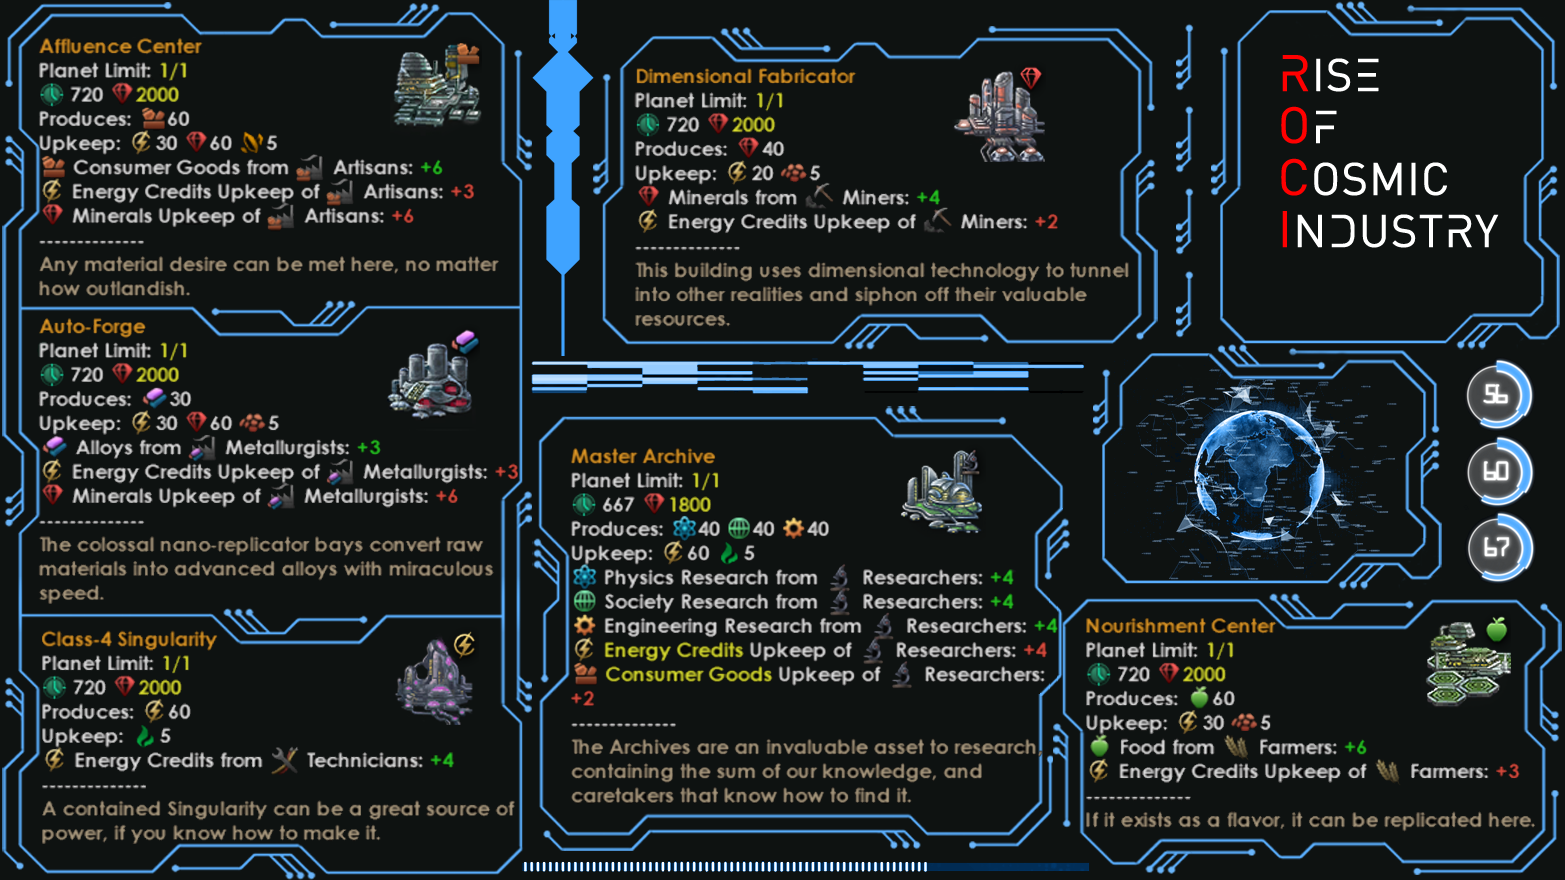 Affluence Center
Planet Limit: 1/1
720 2000
Produces: 60
Upkeep: 30 60 5
Consumer Goods from Artisans: +6
Energy Credits Upkeep of Artisans: +3
Minerals Upkeep of Artisans: +6
--------------
Any material desire can be met here, no matter
how outlandish.
Auto-Forge
Planet Limit: 1/1
720 2000
Produces: 30
Upkeep: 30 60 5
Alloys from Metallurgists: +3
Energy Credits Upkeep of Metallurgists: +3
Minerals Upkeep of Metallurgists: +6
--------------
The colossal nano-replicator bays convert raw
materials into advanced alloys with miraculous
speed.
Class-4 Singularity
Planet Limit: 1/1
720 2000
Produces: 60
Upkeep: 5
Energy Credits from Technicians: +4
--------------
A contained Singularity can be a great source of
power, if you know how to make it.
Dimensional Fabricator
Planet Limit: 1/1
720 2000
Produces: 40
Upkeep: 20 5
Minerals from Miners: +4
Energy Credits Upkeep of Miners: +2
--------------
This building uses dimensional technology to tunnel
into other realities and siphon off their valuable
resources.
Master Archive
Planet Limit: 1/1
667 1800
Produces: 40 40 40
Upkeep: 60 5
Physics Research from Researchers: +4
Society Research from Researchers: +4
Engineering Research from Researchers: +4
Energy Credits Upkeep of Researchers: +4
Consumer Goods Upkeep of Researchers:
+2
--------------
The Archives are an invaluable asset to research,
containing the sum of our knowledge, and
caretakers that know how to find it.
RISE
OF
COSMIC
INDUSTRY
56
60
67
Nourishment Center
Planet Limit: 1/1
720 2000
Produces: 60
Upkeep: 30 5
Food from Farmers: +6
Energy Credits Upkeep of Farmers: +3
--------------
If it exists as a flavor, it can be replicated here.